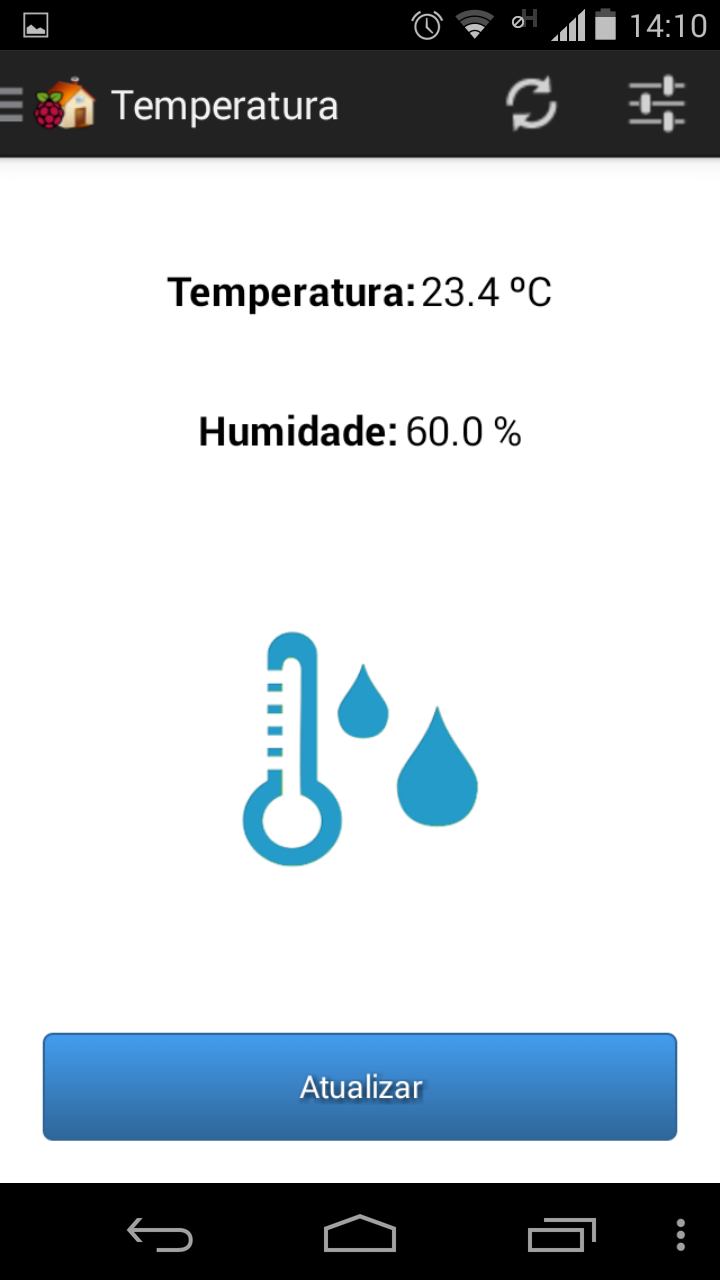 14:10
Temperatura
Temperatura: 23.4 ºC
Humidade: 60.0 %
Atualizar